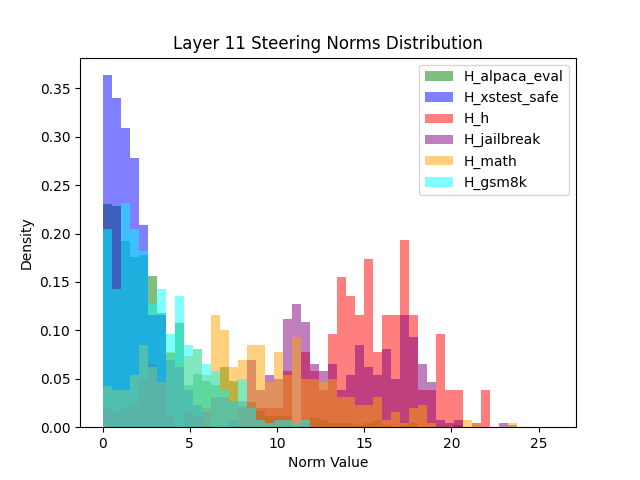 Layer 11 Steering Norms Distribution
H_alpaca_eval
H_xstest_safe
H_h
H_jailbreak
H_math
H_gsm8k
Density
0.35
0.30
0.25
0.20
0.15
0.10
0.05
0.00
0 5 10 15 20 25
Norm Value